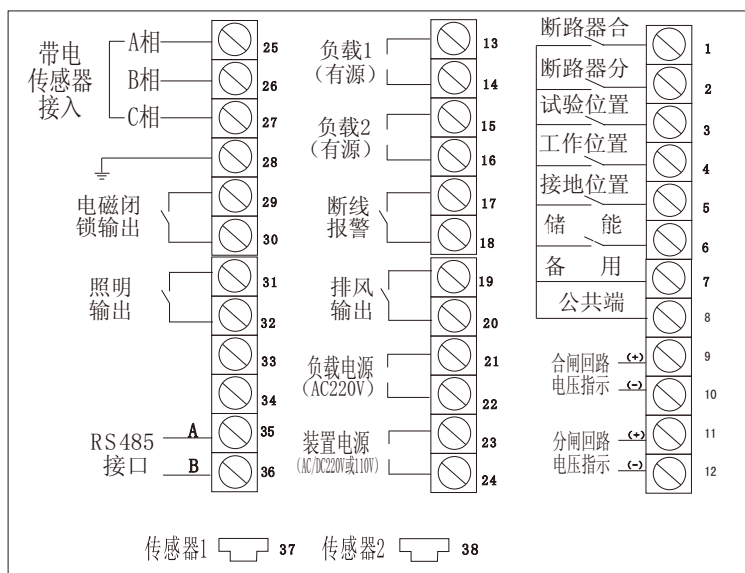 带电
传感器
接入
A相
B相
C相
25
26
27
28
电磁闭
锁输出
29
30
照明
输出
31
32
33
34
RS485
接口
A
B
35
36
负载1
(有源)
13
14
负载2
(有源)
15
16
断线
报警
17
18
排风
输出
19
20
负载电源
(AC220V)
21
22
装置电源
(AC/DC220V或110V)
23
24
断路器合
1
断路器分
2
试验位置
3
工作位置
4
接地位置
5
储 能
6
备 用
7
公共端
8
合闸回路
电压指示
(+)
(-)
9
10
分闸回路
电压指示
(+)
(-)
11
12
传感器1
37
传感器2
38